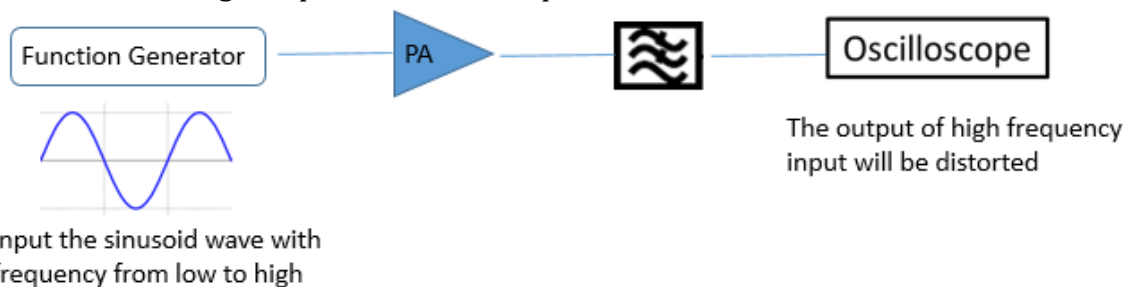 Function Generator
PA
Oscilloscope
The output of high frequency
input will be distorted
nput the sinusoid wave with
frequency from low to high